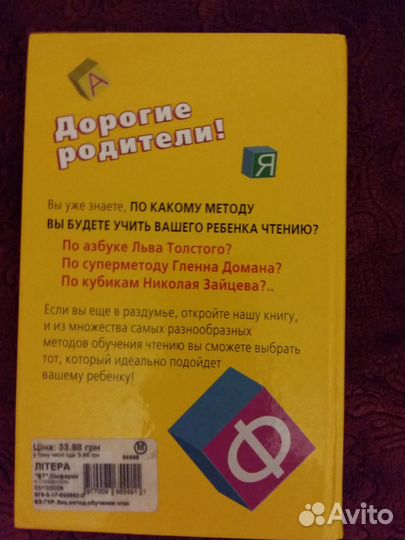 А
Дорогие
родители!
Я
Вы уже знаете, ПО КАКОМУ МЕТОДУ
ВЫ БУДЕТЕ УЧИТЬ ВАШЕГО РЕБЕНКА ЧТЕНИЮ?
По азбуке Льва Толстого?
По суперметоду Гленна Домана?
По кубикам Николая Зайцева?..
Если вы еще в раздумье, откройте нашу книгу,
и из множества самых разнообразных
методов обучения чтению вы сможете выбрать
тот, который идеально подойдет
вашему ребенку!
Ф
Ціна: 33.98 грн
М
ЛІТЕРА
Avito